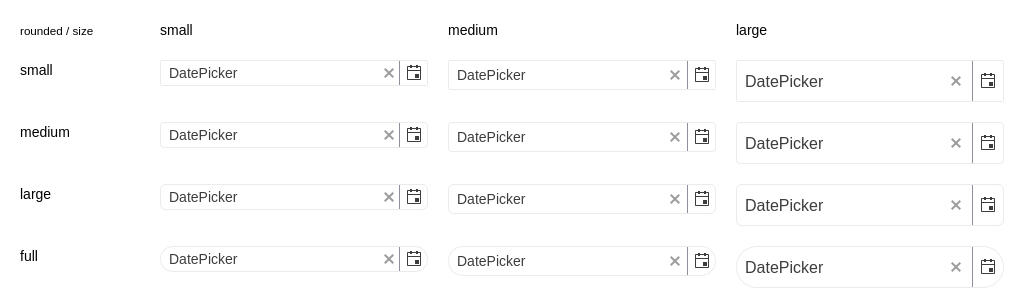 rounded / size small medium large
small DatePicker DatePicker DatePicker
medium DatePicker DatePicker DatePicker
large DatePicker DatePicker DatePicker
full DatePicker DatePicker DatePicker